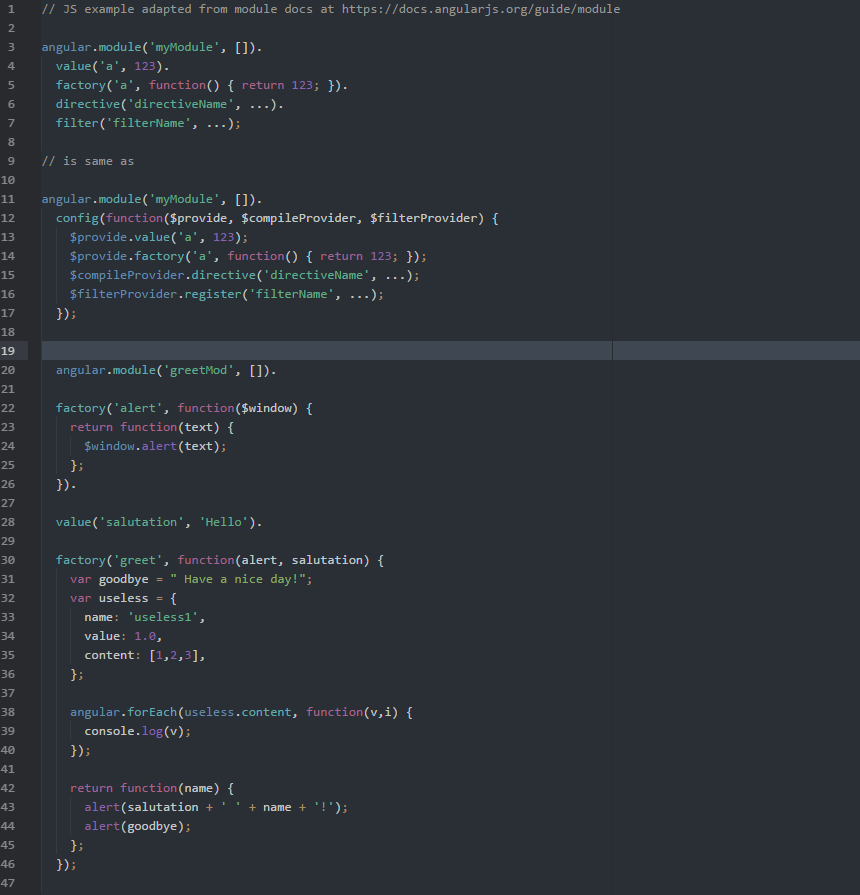 1 // JS example adapted from module docs at https://docs.angularjs.org/guide/module
2
3 angular.module('myModule', []).
4   value('a', 123).
5   factory('a', function() { return 123; }).
6   directive('directiveName', ...).
7   filter('filterName', ...);
8
9 // is same as
10
11 angular.module('myModule', []).
12   config(function($provide, $compileProvider, $filterProvider) {
13     $provide.value('a', 123);
14     $provide.factory('a', function() { return 123; });
15     $compileProvider.directive('directiveName', ...);
16     $filterProvider.register('filterName', ...);
17   });
18
19
20   angular.module('greetMod', []).
21
22   factory('alert', function($window) {
23     return function(text) {
24       $window.alert(text);
25     };
26   }).
27
28   value('salutation', 'Hello').
29
30   factory('greet', function(alert, salutation) {
31     var goodbye = " Have a nice day!";
32     var useless = {
33       name: 'useless1',
34       value: 1.0,
35       content: [1,2,3],
36     };
37
38     angular.forEach(useless.content, function(v,i) {
39       console.log(v);
40     });
41
42     return function(name) {
43       alert(salutation + ' ' + name + '!');
44       alert(goodbye);
45     };
46   });
47